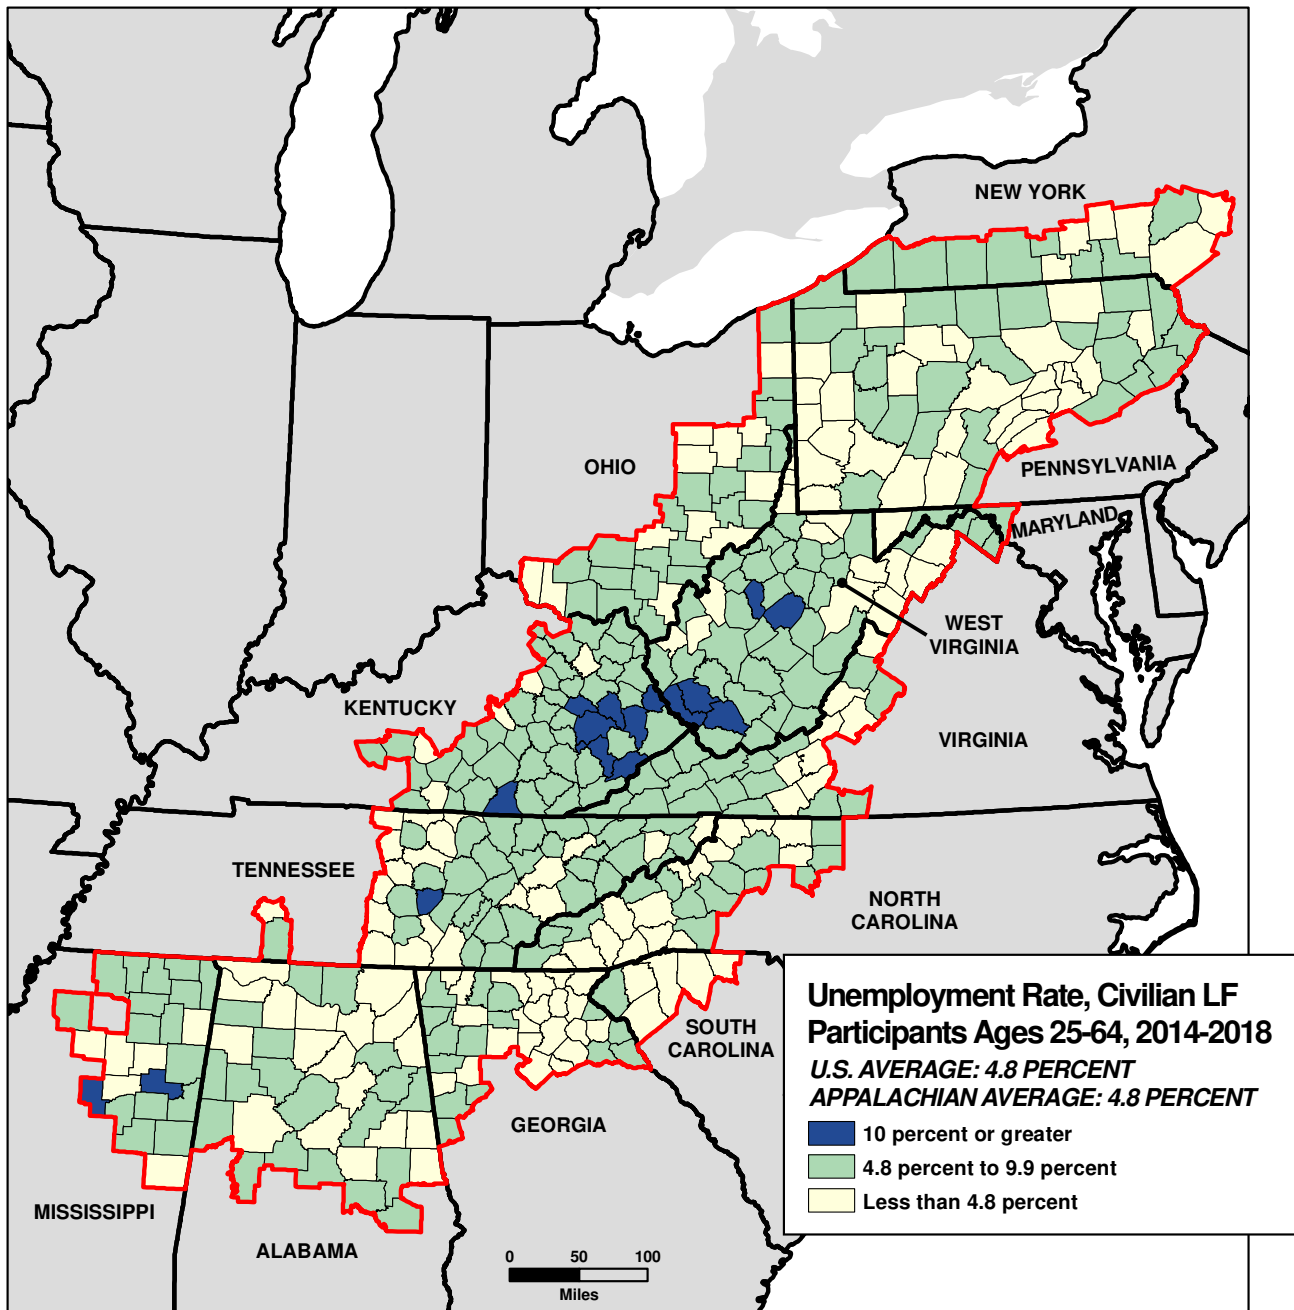 NEW YORK
OHIO
PENNSYLVANIA
MARYLAND
WEST
VIRGINIA
KENTUCKY
VIRGINIA
TENNESSEE
NORTH
CAROLINA
SOUTH
CAROLINA
GEORGIA
MISSISSIPPI
ALABAMA
Unemployment Rate, Civilian LF
Participants Ages 25-64, 2014-2018
U.S. AVERAGE: 4.8 PERCENT
APPALACHIAN AVERAGE: 4.8 PERCENT
10 percent or greater
4.8 percent to 9.9 percent
Less than 4.8 percent
0 50 100
Miles